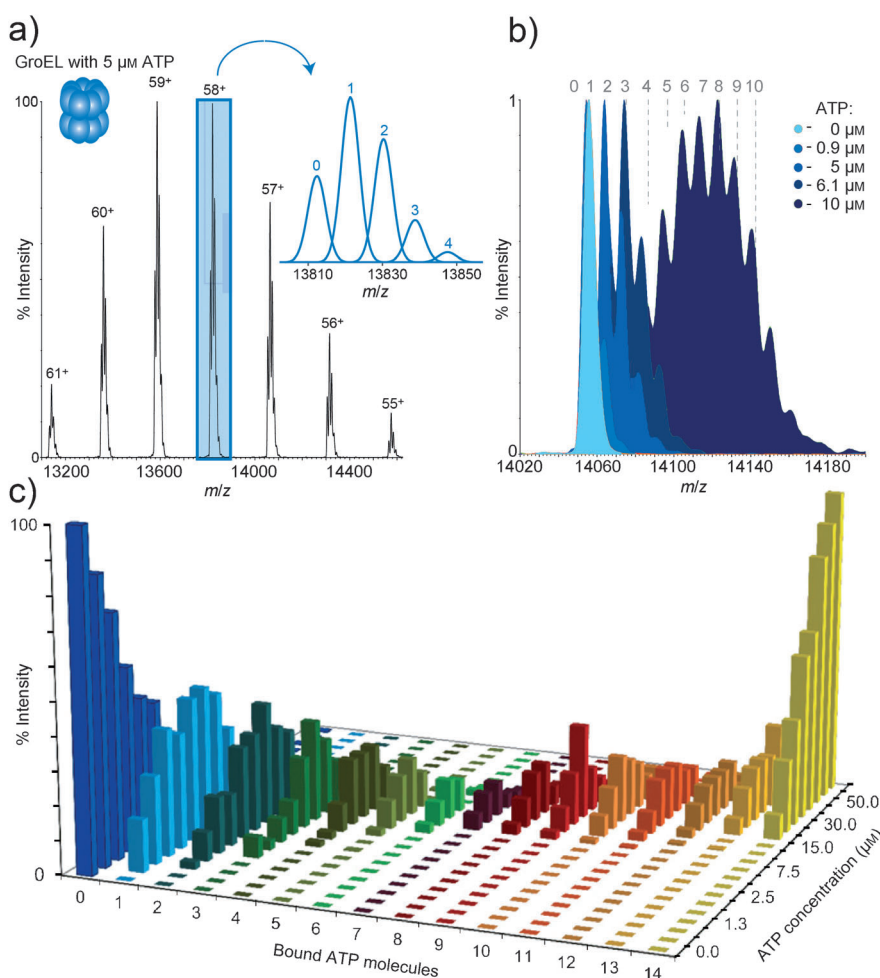 a)
GroEL with 5 μM ATP
100
% Intensity
0
61⁺
60⁺
59⁺
58⁺
57⁺
56⁺
55⁺
13200 13600 14000 14400
m/z
0
1
2
3
4
13810 13830 13850
m/z
b)
0 1 2 3 4 5 6 7 8 9 10
1
% Intensity
0
14020 14060 14100 14140 14180
m/z
ATP:
- 0 μM
- 0.9 μM
- 5 μM
- 6.1 μM
- 10 μM
c)
100
% Intensity
0
0 1 2 3 4 5 6 7 8 9 10 11 12 13 14
Bound ATP molecules
0.0
1.3
2.5
7.5
15.0
30.0
50.0
ATP concentration (μM)